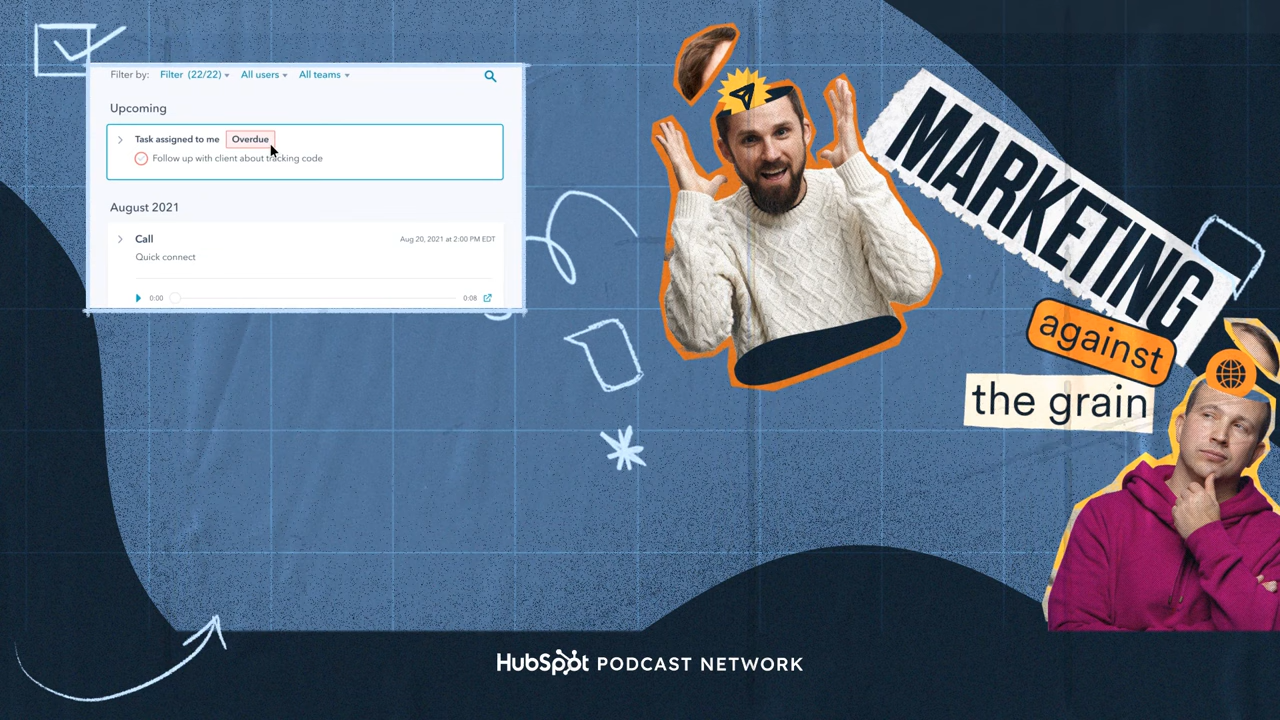 Filter by: Filter (22/22) All users All teams
Upcoming
Task assigned to me Overdue
Follow up with client about tracking code
August 2021
Call Aug 20, 2021 at 2:00 PM EDT
Quick connect
0:00 0:08
MARKETING
against
the grain
HubSpot PODCAST NETWORK